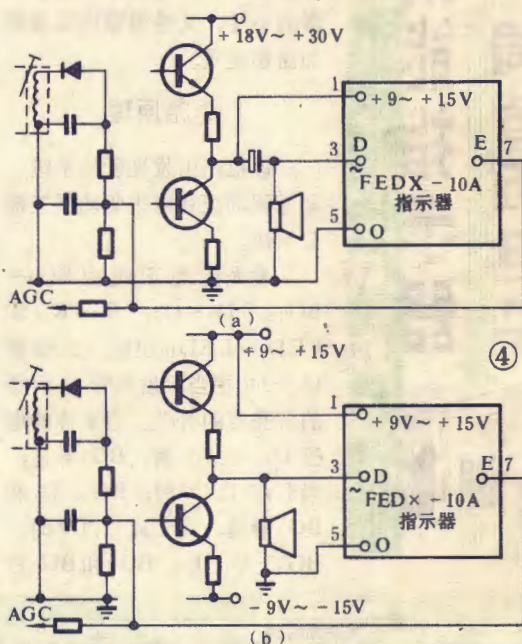 +18V~+30V
1
+9~+15V
3 D E 7
~
FEDX-10A
指示器
5 O
AGC
(a)
+9~+15V
④
1
+9V~+15V
3 D E 7
~
FED×-10A
指示器
5 O
AGC
-9V~-15V
(b)